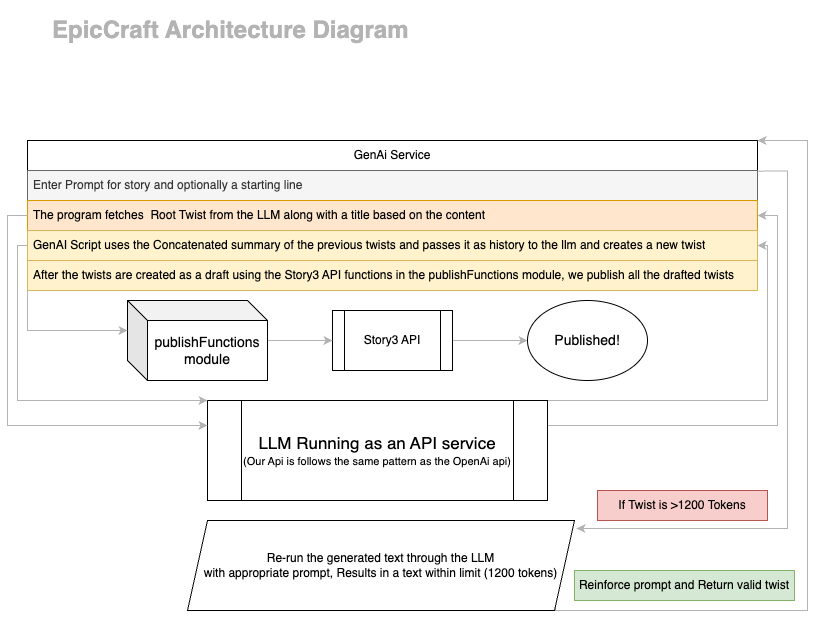 EpicCraft Architecture Diagram
GenAi Service
Enter Prompt for story and optionally a starting line
The program fetches  Root Twist from the LLM along with a title based on the content
GenAI Script uses the Concatenated summary of the previous twists and passes it as history to the llm and creates a new twist
After the twists are created as a draft using the Story3 API functions in the publishFunctions module, we publish all the drafted twists
publishFunctions
module
Story3 API
Published!
LLM Running as an API service
(Our Api is follows the same pattern as the OpenAi api)
If Twist is >1200 Tokens
Re-run the generated text through the LLM
with appropriate prompt, Results in a text within limit (1200 tokens)
Reinforce prompt and Return valid twist